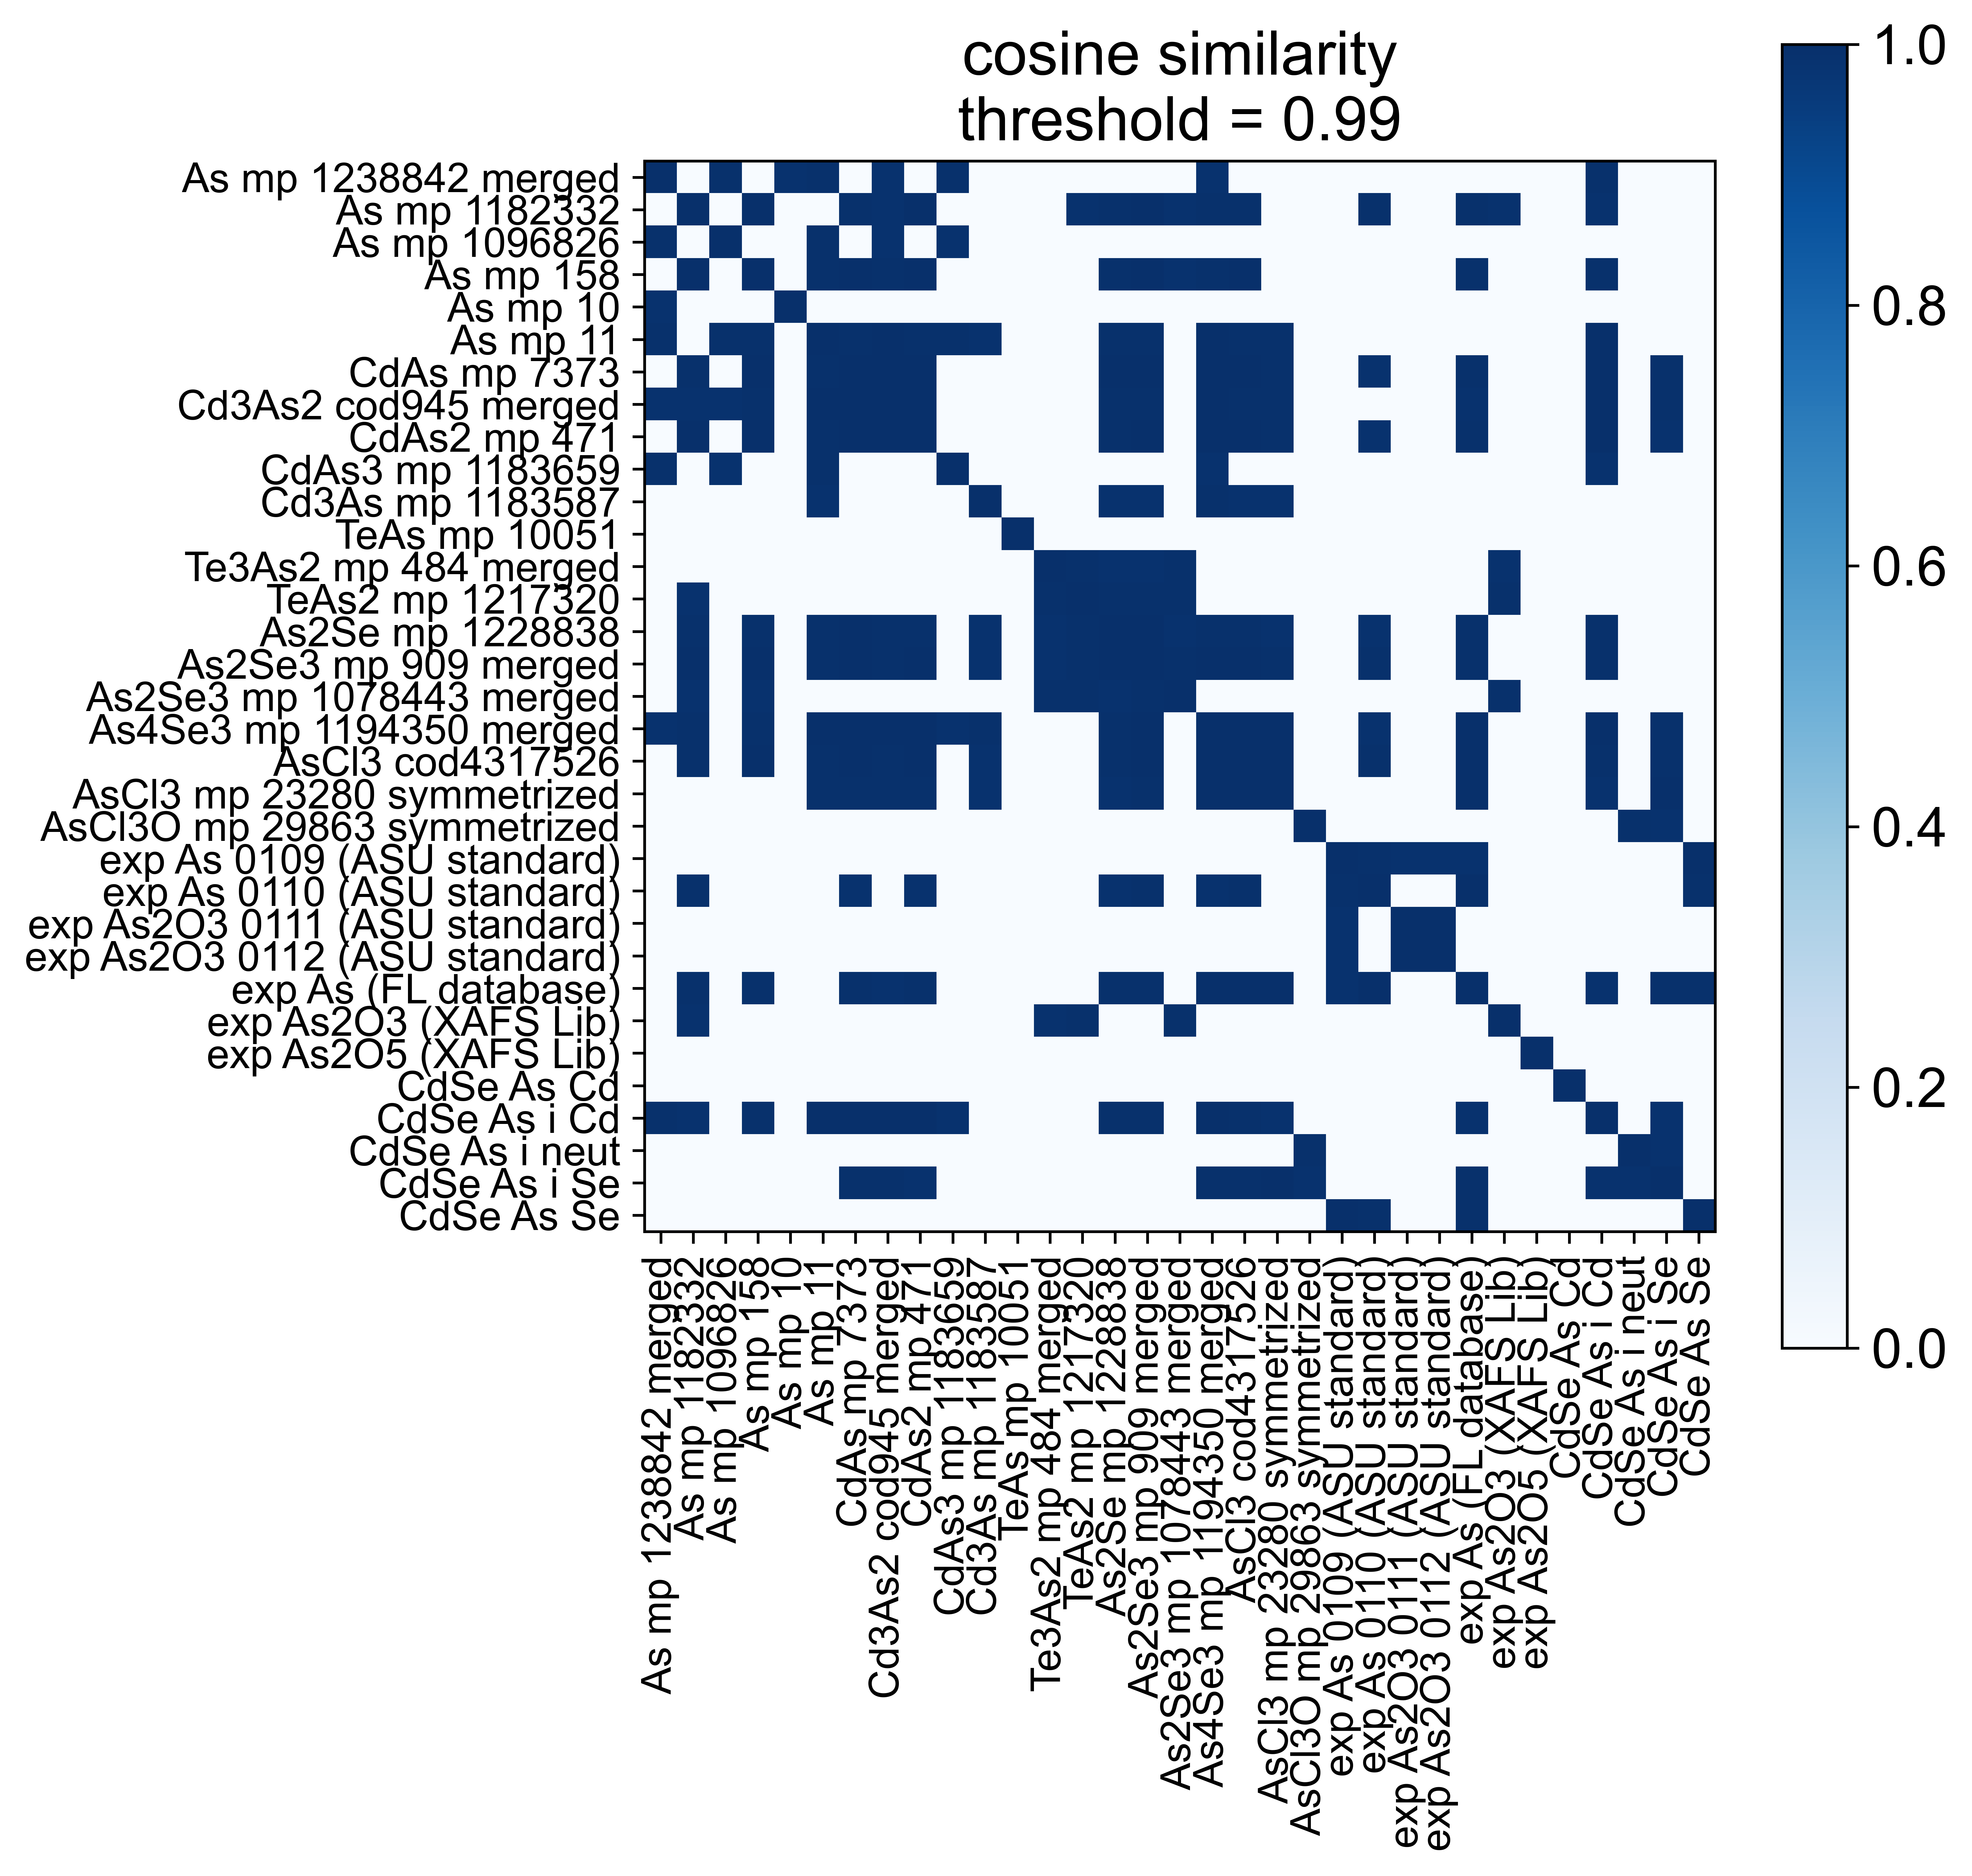 cosine similarity
threshold = 0.99
As mp 1238842 merged
As mp 1182332
As mp 1096826
As mp 158
As mp 10
As mp 11
CdAs mp 7373
Cd3As2 cod945 merged
CdAs2 mp 471
CdAs3 mp 1183659
Cd3As mp 1183587
TeAs mp 10051
Te3As2 mp 484 merged
TeAs2 mp 1217320
As2Se mp 1228838
As2Se3 mp 909 merged
As2Se3 mp 1078443 merged
As4Se3 mp 1194350 merged
AsCl3 cod4317526
AsCl3 mp 23280 symmetrized
AsCl3O mp 29863 symmetrized
exp As 0109 (ASU standard)
exp As 0110 (ASU standard)
exp As2O3 0111 (ASU standard)
exp As2O3 0112 (ASU standard)
exp As (FL database)
exp As2O3 (XAFS Lib)
exp As2O5 (XAFS Lib)
CdSe As Cd
CdSe As i Cd
CdSe As i neut
CdSe As i Se
CdSe As Se
As mp 1238842 merged
As mp 1182332
As mp 1096826
As mp 158
As mp 10
As mp 11
CdAs mp 7373
Cd3As2 cod945 merged
CdAs2 mp 471
CdAs3 mp 1183659
Cd3As mp 1183587
TeAs mp 10051
Te3As2 mp 484 merged
TeAs2 mp 1217320
As2Se mp 1228838
As2Se3 mp 909 merged
As2Se3 mp 1078443 merged
As4Se3 mp 1194350 merged
AsCl3 cod4317526
AsCl3 mp 23280 symmetrized
AsCl3O mp 29863 symmetrized
exp As 0109 (ASU standard)
exp As 0110 (ASU standard)
exp As2O3 0111 (ASU standard)
exp As2O3 0112 (ASU standard)
exp As (FL database)
exp As2O3 (XAFS Lib)
exp As2O5 (XAFS Lib)
CdSe As Cd
CdSe As i Cd
CdSe As i neut
CdSe As i Se
CdSe As Se
1.0
0.8
0.6
0.4
0.2
0.0